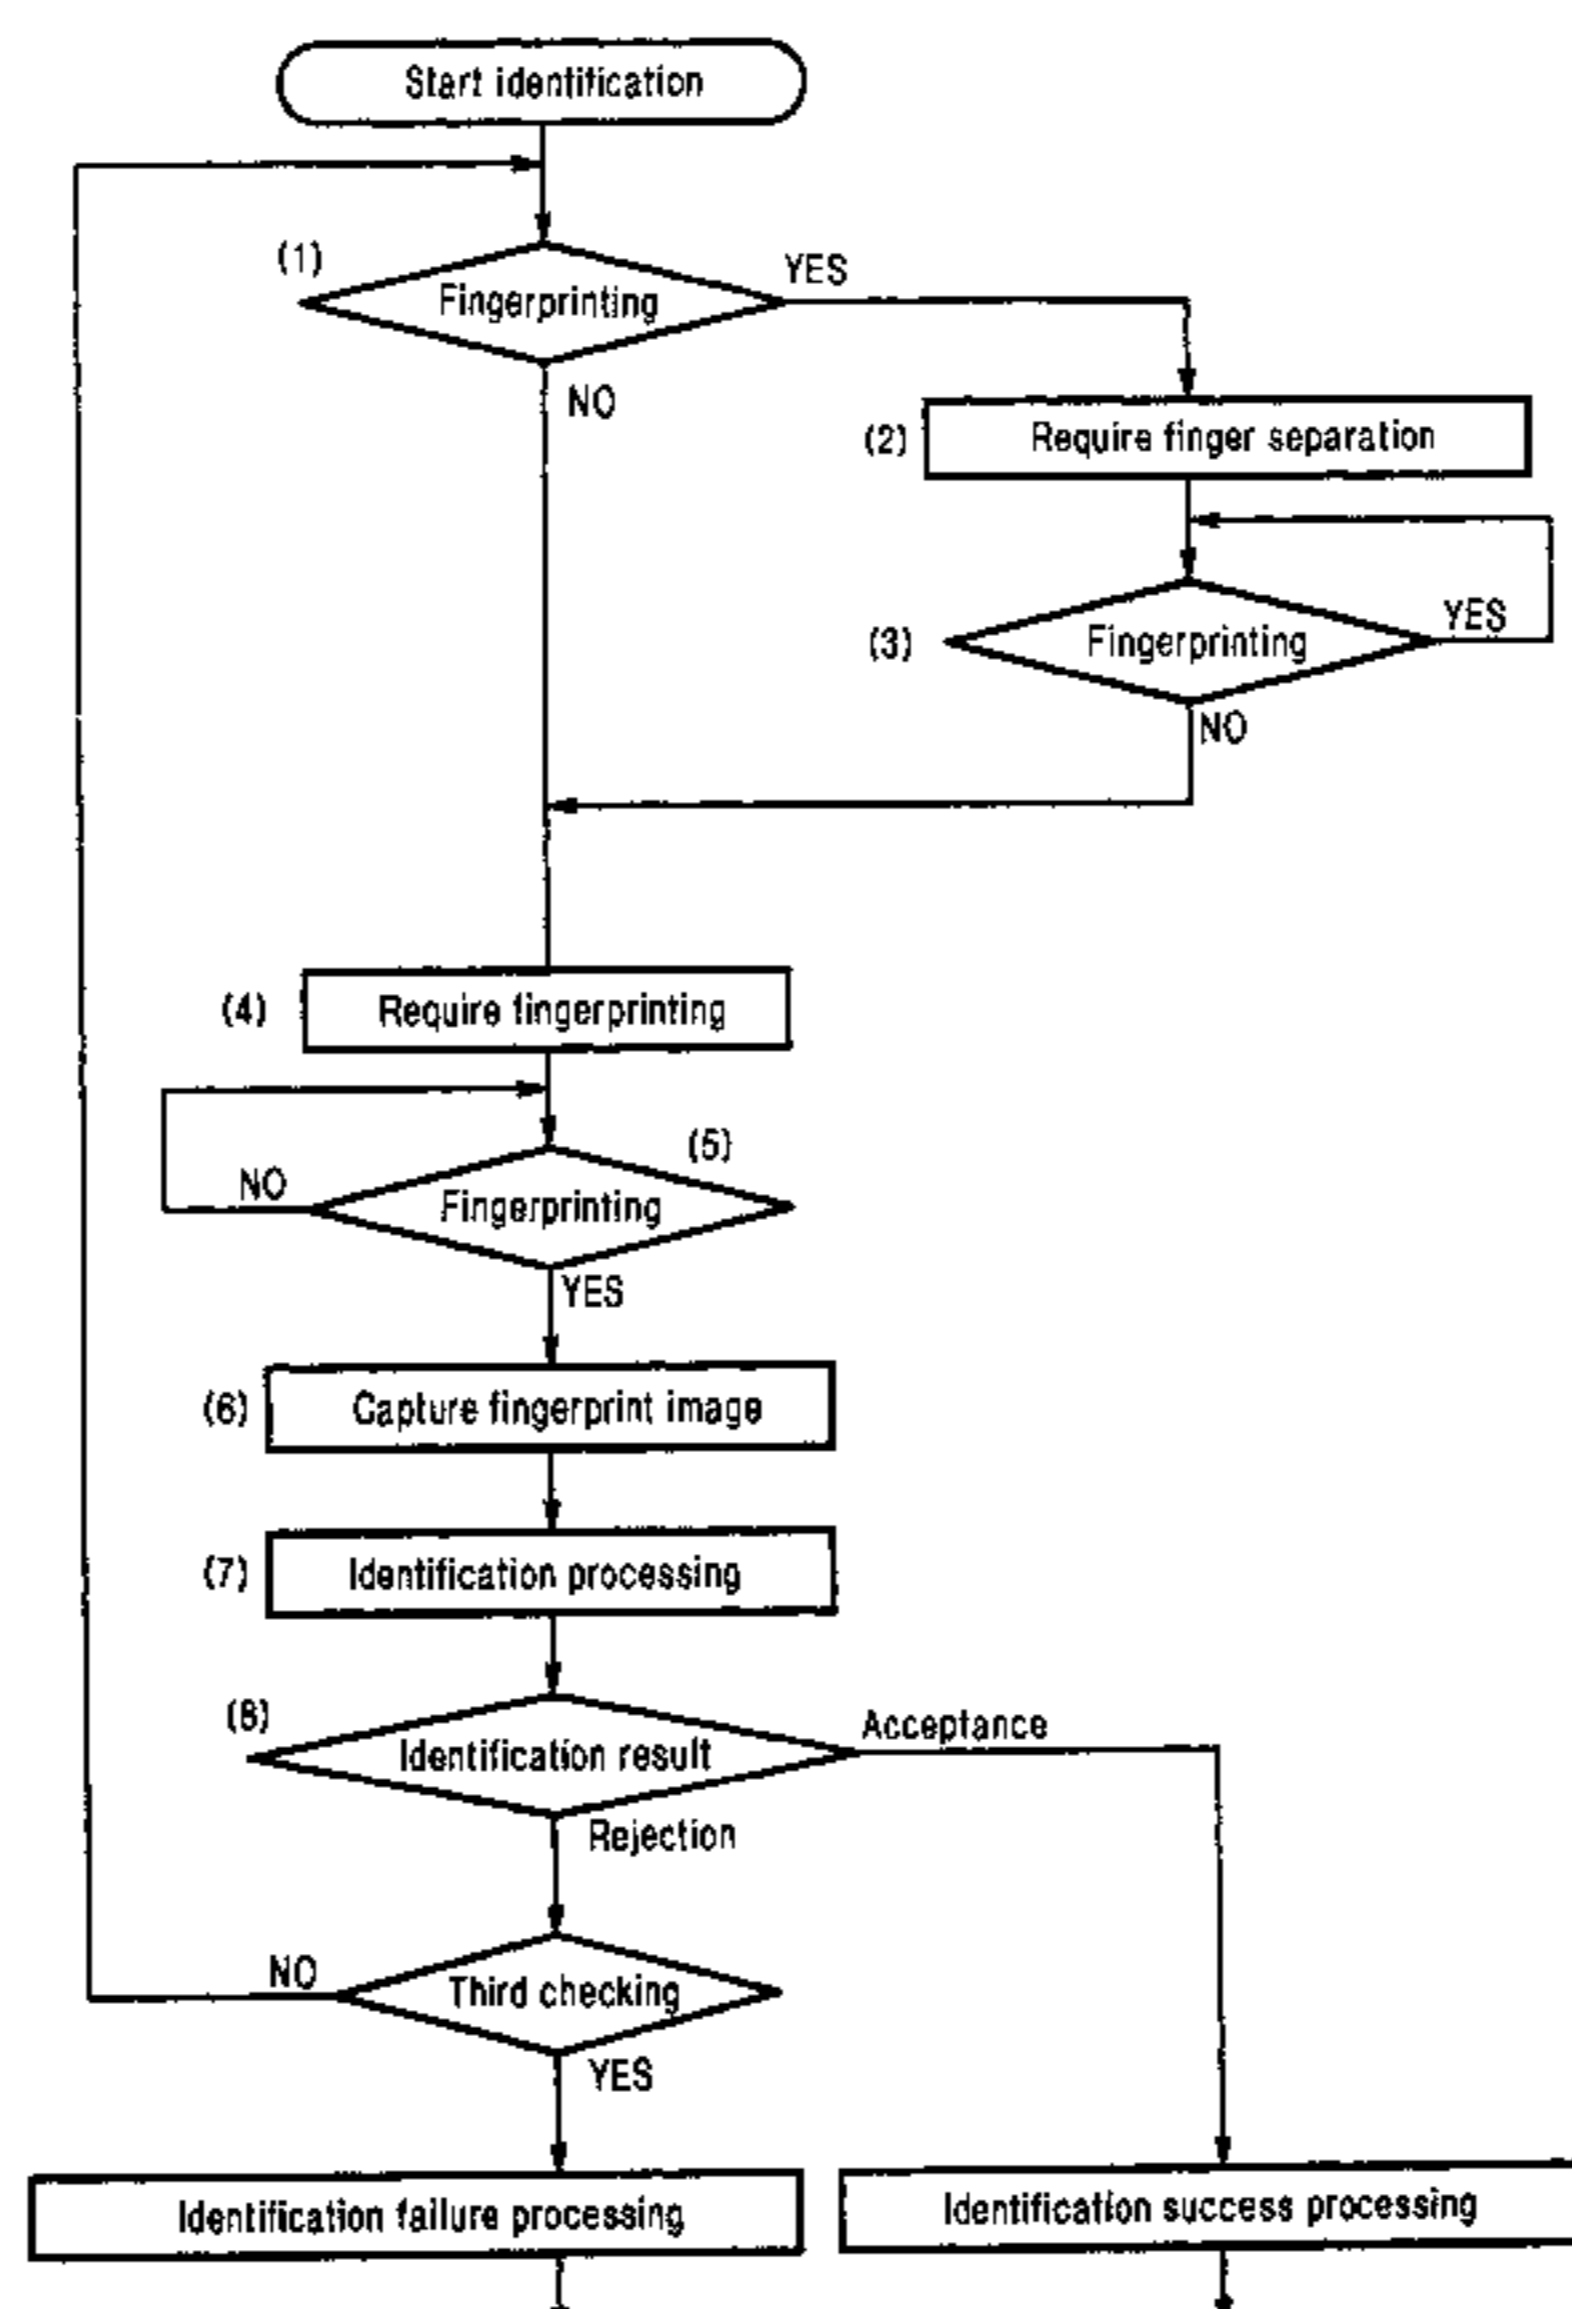 Start identification
(1)
Fingerprinting
YES
NO
(2)
Require finger separation
(3)
Fingerprinting
YES
NO
(4)
Require fingerprinting
(5)
NO
Fingerprinting
YES
(6)
Capture fingerprint image
(7)
Identification processing
(8)
Identification result
Acceptance
Rejection
NO
Third checking
YES
Identification failure processing
Identification success processing